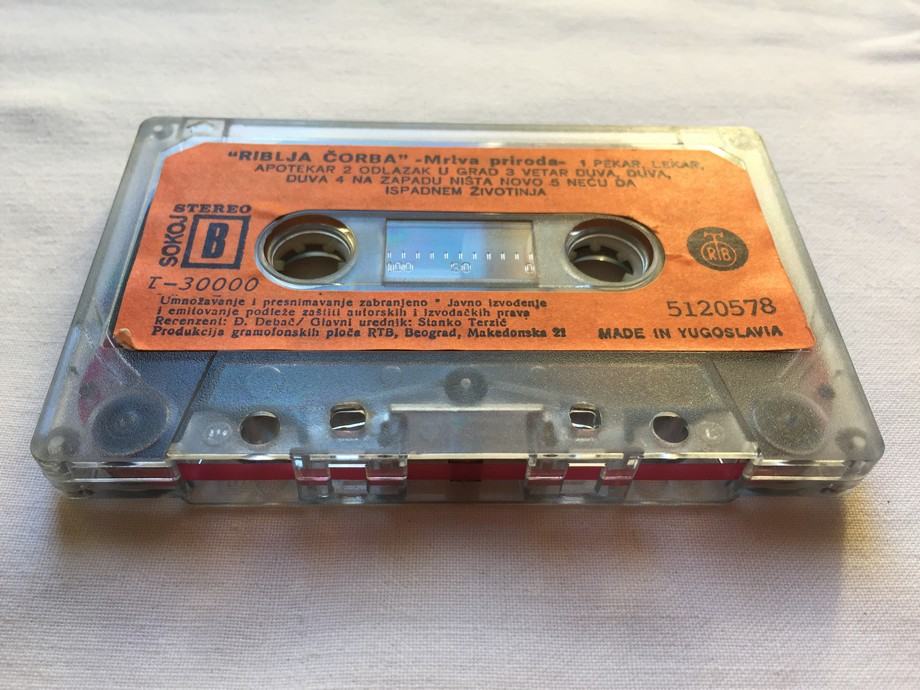 "RIBLJA ČORBA" -Mrtva priroda- 1 PEKAR, LEKAR,
APOTEKAR 2 ODLAZAK U GRAD 3 VETAR DUVA, DUVA,
DUVA 4 NA ZAPADU NIŠTA NOVO 5 NEĆU DA
ISPADNEM ŽIVOTINJA
STEREO
SOKOJ
B
RTB
100 50 0
T-30000
5120578
Umnožavanje i presnimavanje zabranjeno * Javno izvođenje
i emitovanje podleže zaštiti autorskih i izvođačkih prava
Recenzent: Đ. Debač/ Glavni urednik: Stanko Terzić
Produkcija gramofonskih ploča RTB, Beograd, Makedonska 21
MADE IN YUGOSLAVIA